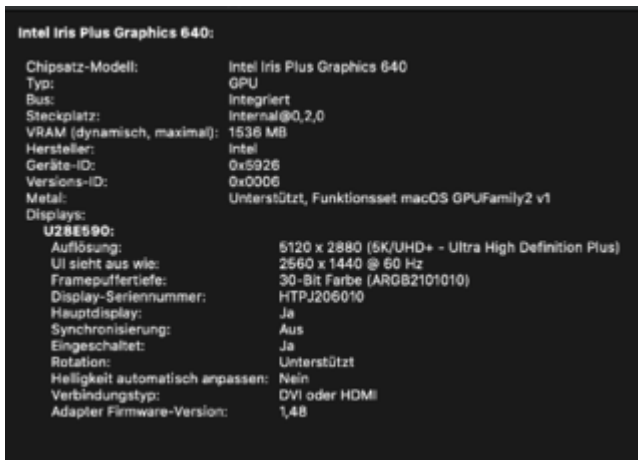 Intel Iris Plus Graphics 640:
Chipsatz-Modell: Intel Iris Plus Graphics 640
Typ: GPU
Bus: Integriert
Steckplatz: Internal@0,2,0
VRAM (dynamisch, maximal): 1536 MB
Hersteller: Intel
Geräte-ID: 0x5926
Versions-ID: 0x0006
Metal: Unterstützt, Funktionsset macOS GPUFamily2 v1
Displays:
U28E590:
Auflösung: 5120 x 2880 (5K/UHD+ - Ultra High Definition Plus)
UI sieht aus wie: 2560 x 1440 @ 60 Hz
Framepuffertiefe: 30-Bit Farbe (ARGB2101010)
Display-Seriennummer: HTPJ206010
Hauptdisplay: Ja
Synchronisierung: Aus
Eingeschaltet: Ja
Rotation: Unterstützt
Helligkeit automatisch anpassen: Nein
Verbindungstyp: DVI oder HDMI
Adapter Firmware-Version: 1,48